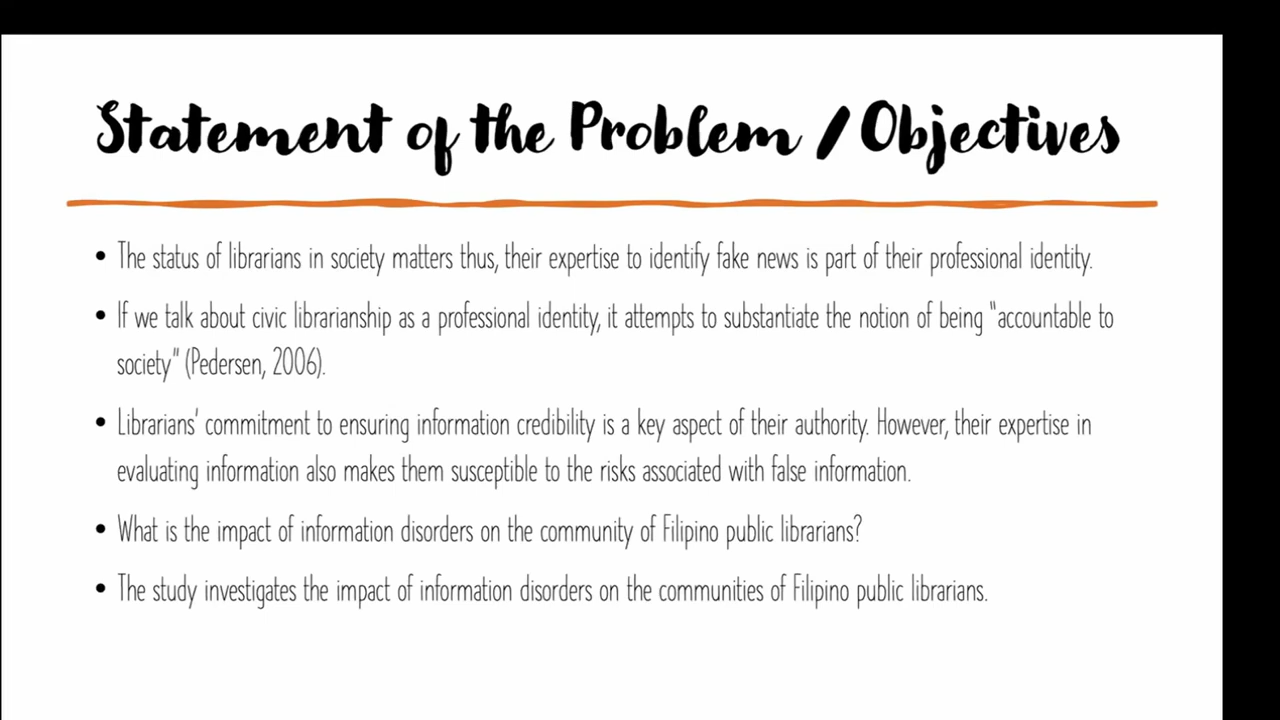 Statement of the Problem / Objectives
• The status of librarians in society matters thus, their expertise to identify fake news is part of their professional identity.
• If we talk about civic librarianship as a professional identity, it attempts to substantiate the notion of being "accountable to
society" (Pedersen, 2006).
• Librarians' commitment to ensuring information credibility is a key aspect of their authority. However, their expertise in
evaluating information also makes them susceptible to the risks associated with false information.
• What is the impact of information disorders on the community of Filipino public librarians?
• The study investigates the impact of information disorders on the communities of Filipino public librarians.